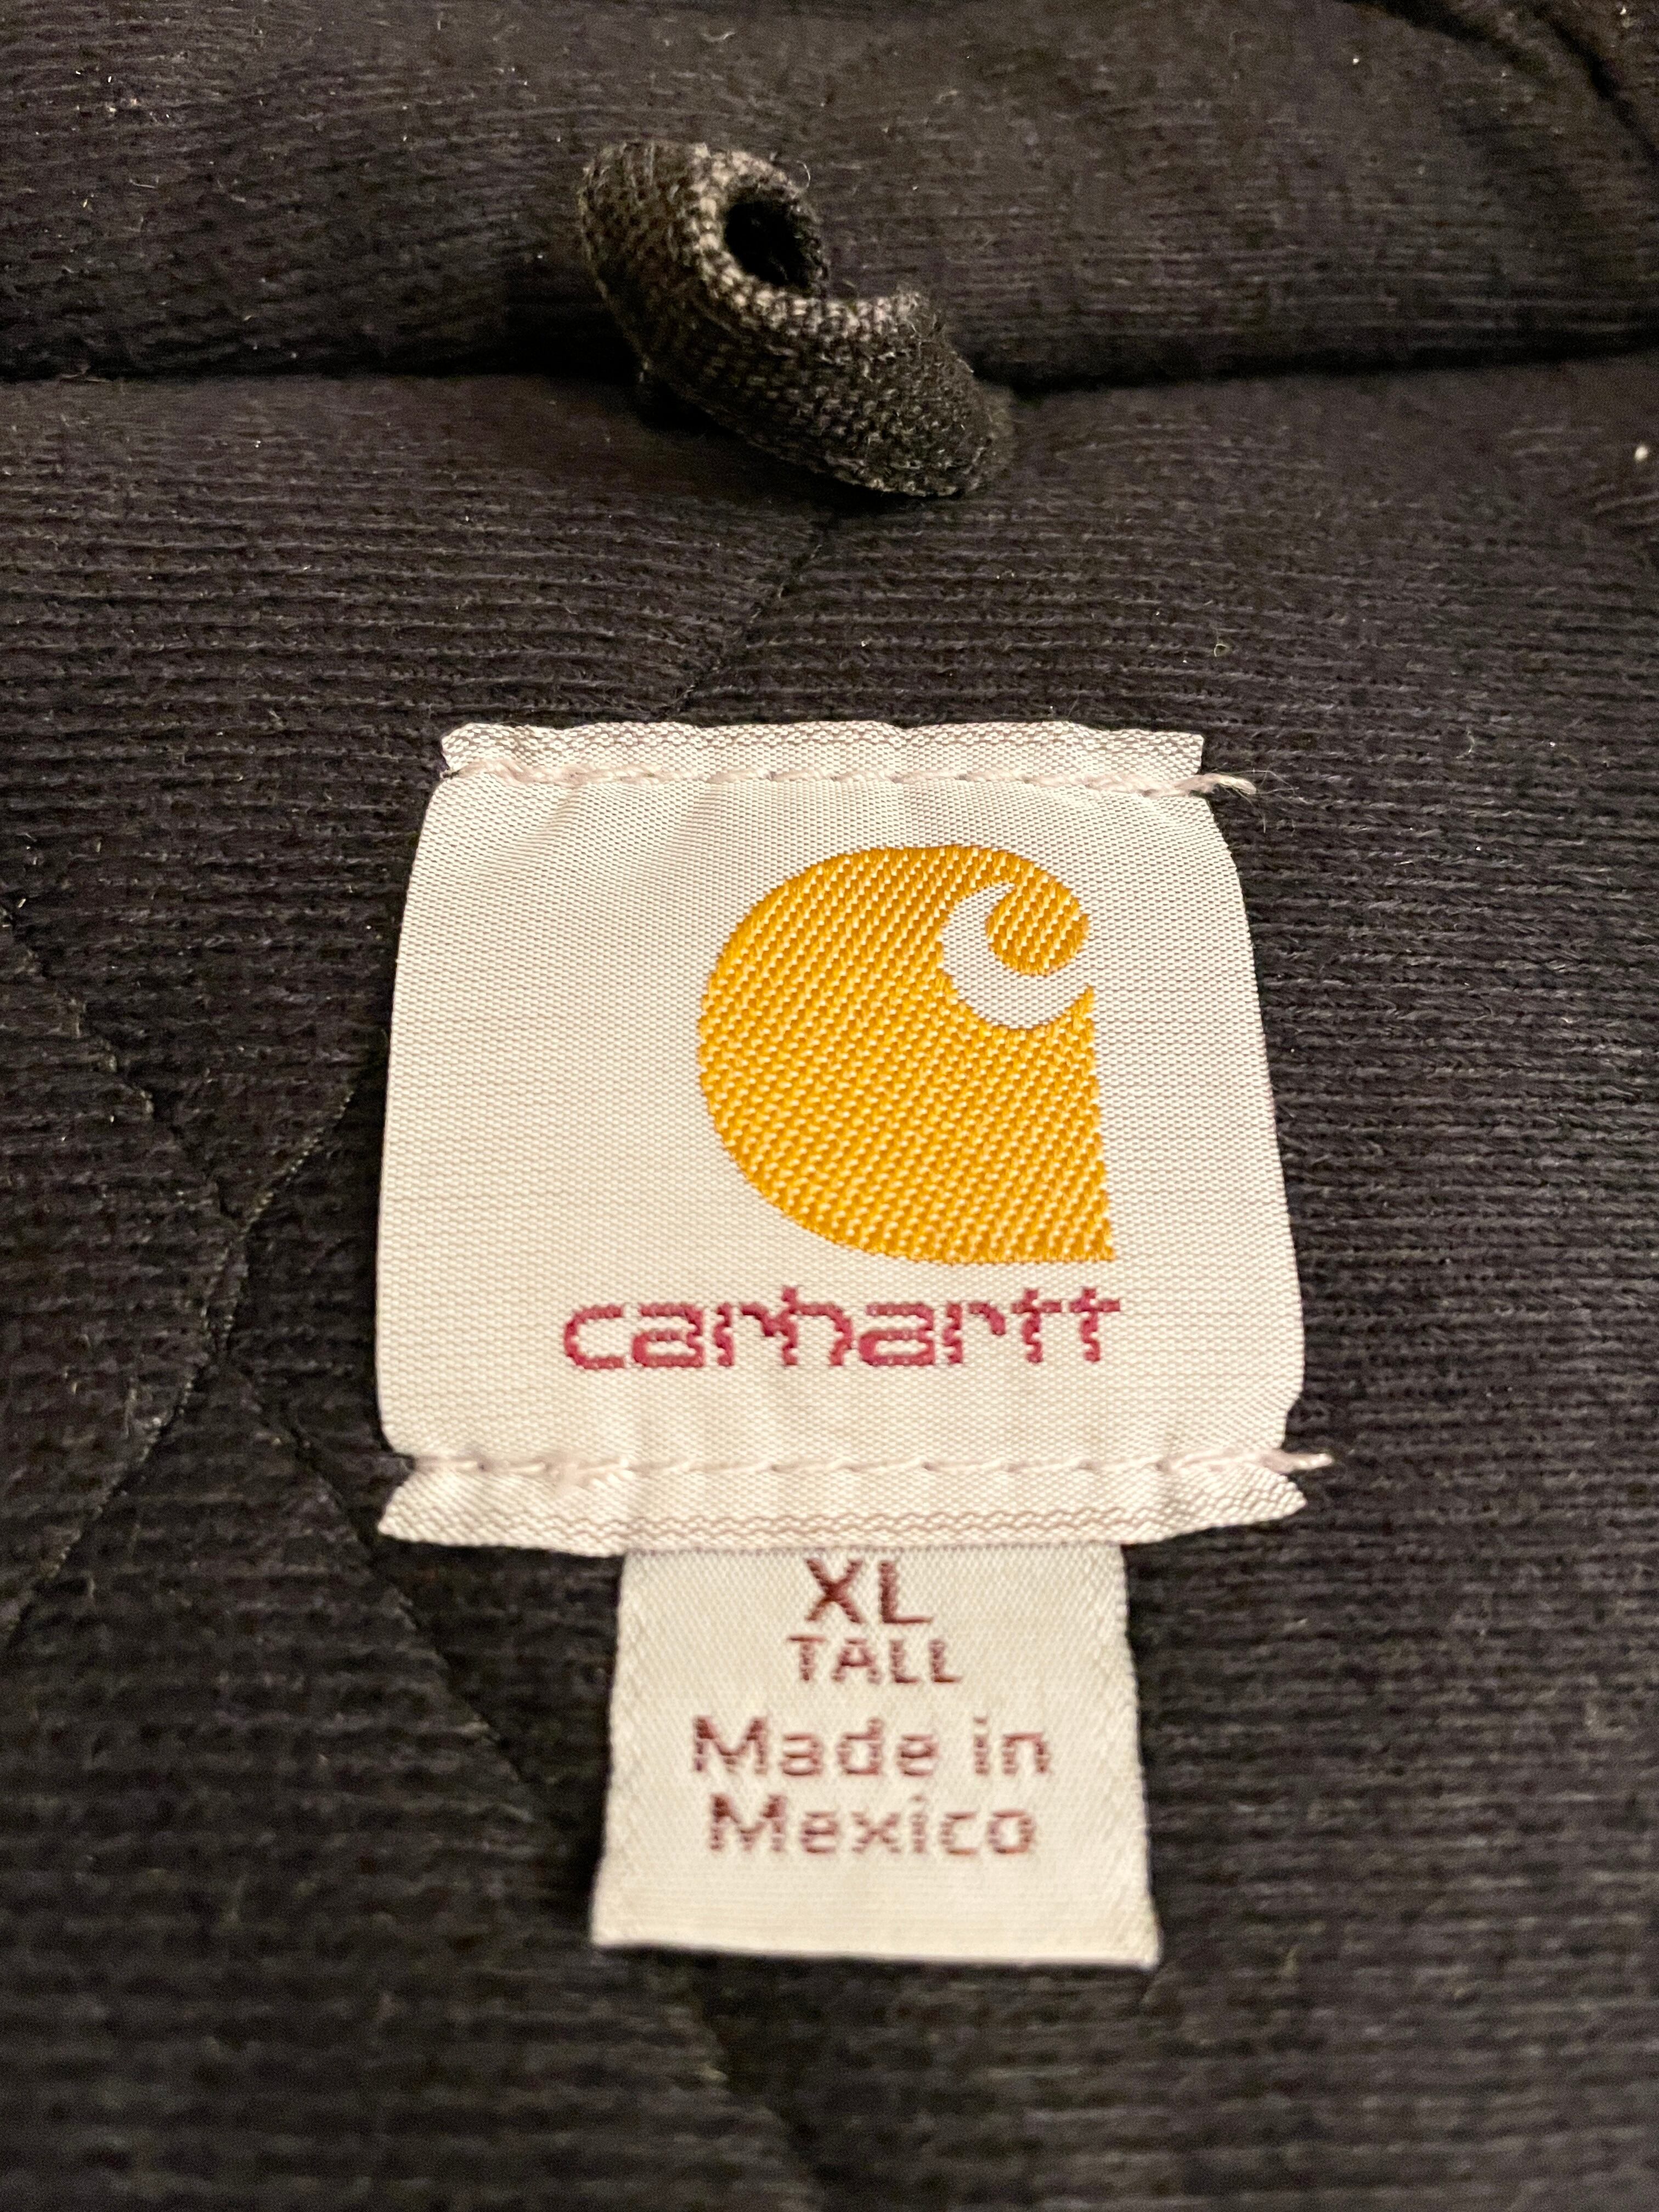 carhartt
XL
TALL
Made in
Mexico